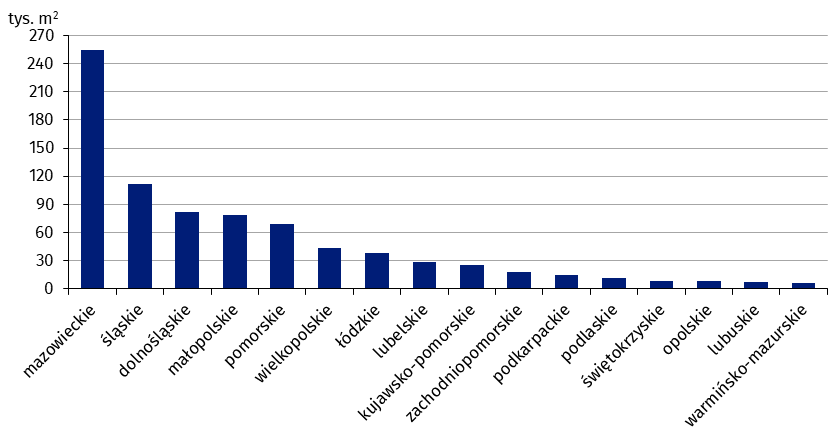 tys. m²
270
240
210
180
150
120
90
60
30
0
mazowieckie
śląskie
dolnośląskie
małopolskie
pomorskie
wielkopolskie
łódzkie
lubelskie
kujawsko-pomorskie
zachodniopomorskie
podkarpackie
podlaskie
świętokrzyskie
opolskie
lubuskie
warmińsko-mazurskie